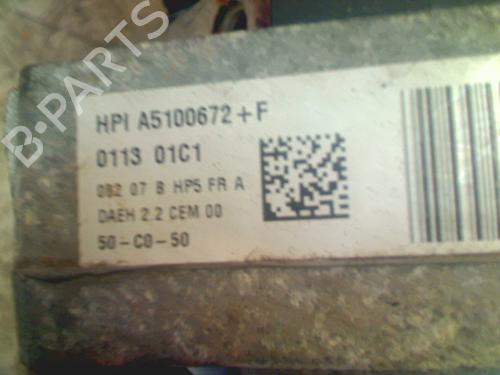 B-PARTS
HPI A5100672+F
0113 01C1
082 07 B HP5 FR A
DAEH 2.2 CEM 00
50-C0-50